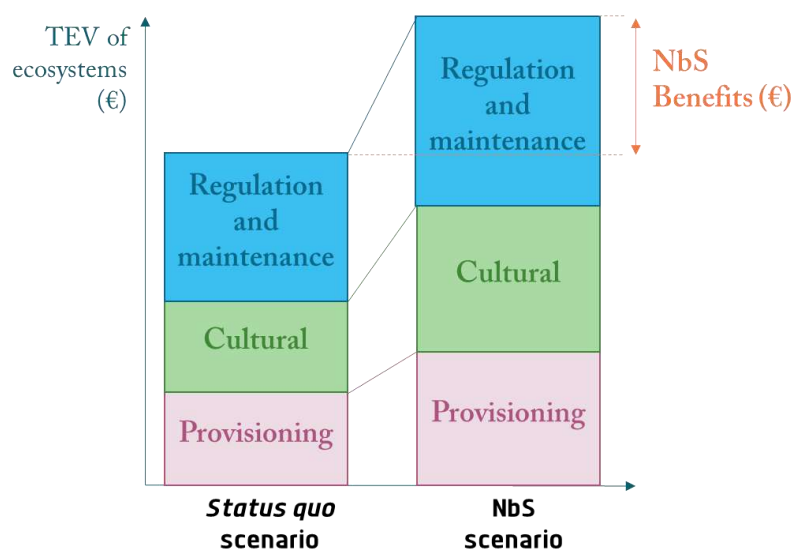 TEV of
ecosystems
(€)
Regulation
and
maintenance
Cultural
Provisioning
Regulation
and
maintenance
Cultural
Provisioning
NbS
Benefits (€)
Status quo
scenario
NbS
scenario